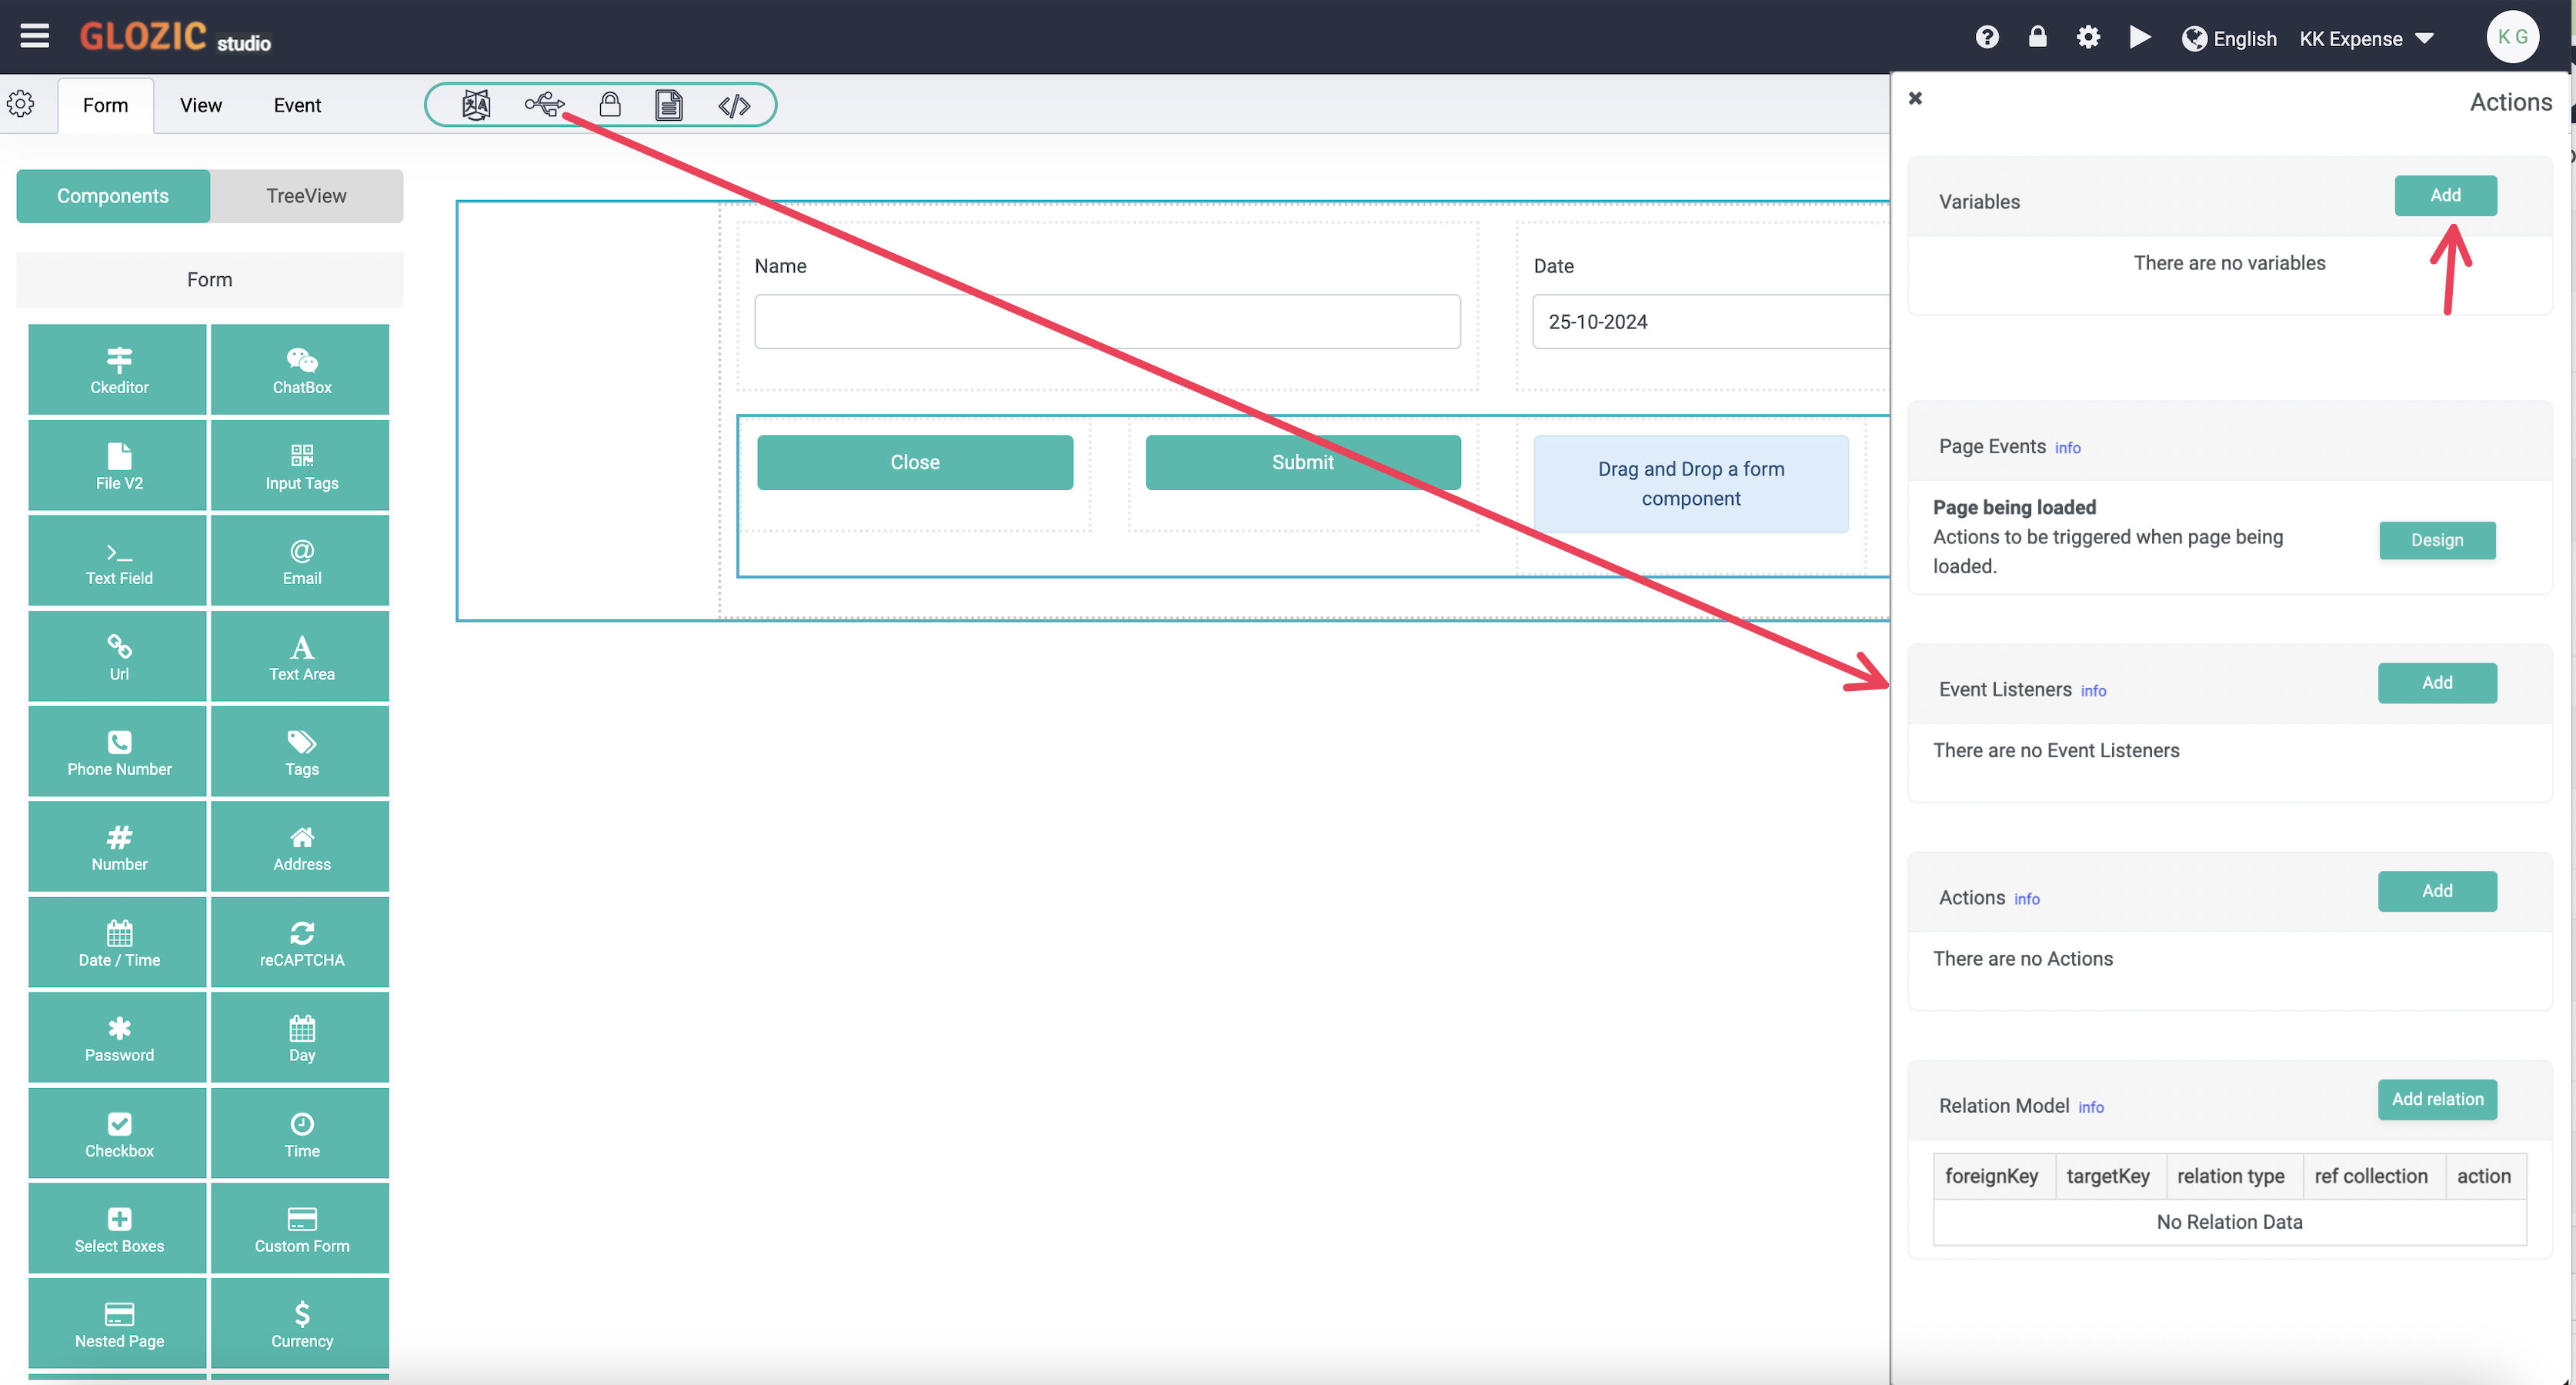 GLOZIC studio
English
KK Expense
K G
Form
View
Event
Actions
Components
TreeView
Form
Ckeditor
ChatBox
File V2
Input Tags
Text Field
Email
Url
Text Area
Phone Number
Tags
Number
Address
Date / Time
reCAPTCHA
Password
Day
Checkbox
Time
Select Boxes
Custom Form
Nested Page
Currency
Name
Date
25-10-2024
Close
Submit
Drag and Drop a form
component
Variables
Add
There are no variables
Page Events info
Page being loaded
Actions to be triggered when page being
loaded.
Design
Event Listeners info
Add
There are no Event Listeners
Actions info
Add
There are no Actions
Relation Model info
Add relation
foreignKey targetKey relation type ref collection action
No Relation Data